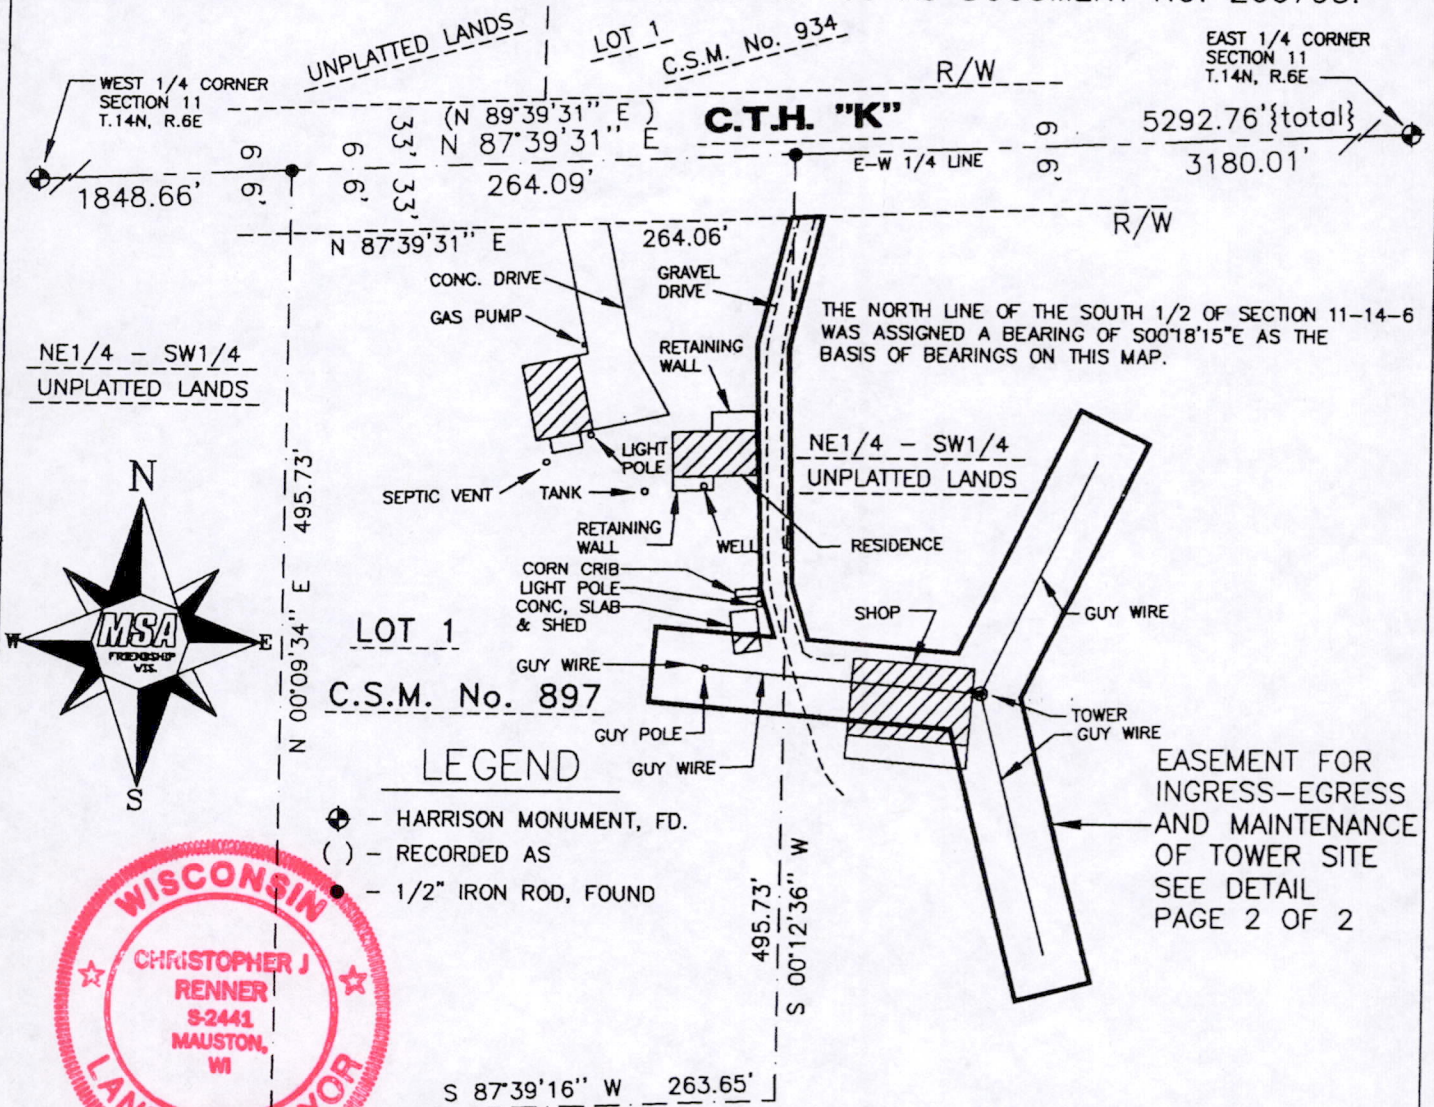 UNPLATTED LANDS
LOT 1
C.S.M. No. 934
WEST 1/4 CORNER
SECTION 11
T.14N, R.6E
EAST 1/4 CORNER
SECTION 11
T.14N, R.6E
R/W
(N 89°39'31" E )
N 87°39'31" E
C.T.H. "K"
5292.76'{total}
1848.66'
66'
66'
33'
33'
264.09'
E-W 1/4 LINE
66'
3180.01'
R/W
N 87°39'31" E
264.06'
CONC. DRIVE
GRAVEL
DRIVE
GAS PUMP
THE NORTH LINE OF THE SOUTH 1/2 OF SECTION 11-14-6
WAS ASSIGNED A BEARING OF S00°18'15"E AS THE
BASIS OF BEARINGS ON THIS MAP.
RETAINING
WALL
NE1/4 - SW1/4
UNPLATTED LANDS
NE1/4 - SW1/4
UNPLATTED LANDS
LIGHT
POLE
SEPTIC VENT
TANK
RETAINING
WALL
WELL
RESIDENCE
N 00°09'34" E 495.73'
N
W
E
S
MSA
FRIENDSHIP
WIS.
CORN CRIB
LIGHT POLE
CONC. SLAB
& SHED
SHOP
GUY WIRE
LOT 1
C.S.M. No. 897
GUY WIRE
GUY POLE
GUY WIRE
TOWER
GUY WIRE
LEGEND
- HARRISON MONUMENT, FD.
( ) - RECORDED AS
- 1/2" IRON ROD, FOUND
EASEMENT FOR
INGRESS-EGRESS
AND MAINTENANCE
OF TOWER SITE
SEE DETAIL
PAGE 2 OF 2
495.73'
S 00°12'36" W
WISCONSIN
CHRISTOPHER J
RENNER
S-2441
MAUSTON,
WI
S 87°39'16" W 263.65'